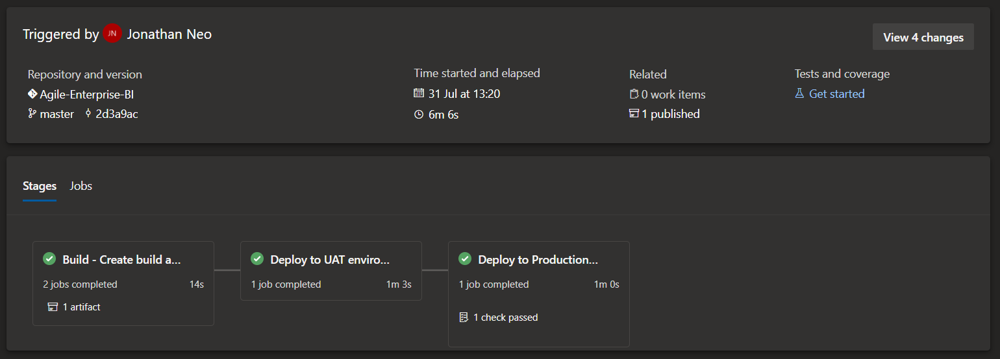 Triggered by JN Jonathan Neo
View 4 changes
Repository and version
Agile-Enterprise-BI
master 2d3a9ac
Time started and elapsed
31 Jul at 13:20
6m 6s
Related
0 work items
1 published
Tests and coverage
Get started
Stages Jobs
Build - Create build a...
2 jobs completed 14s
1 artifact
Deploy to UAT enviro...
1 job completed 1m 3s
Deploy to Production...
1 job completed 1m 0s
1 check passed